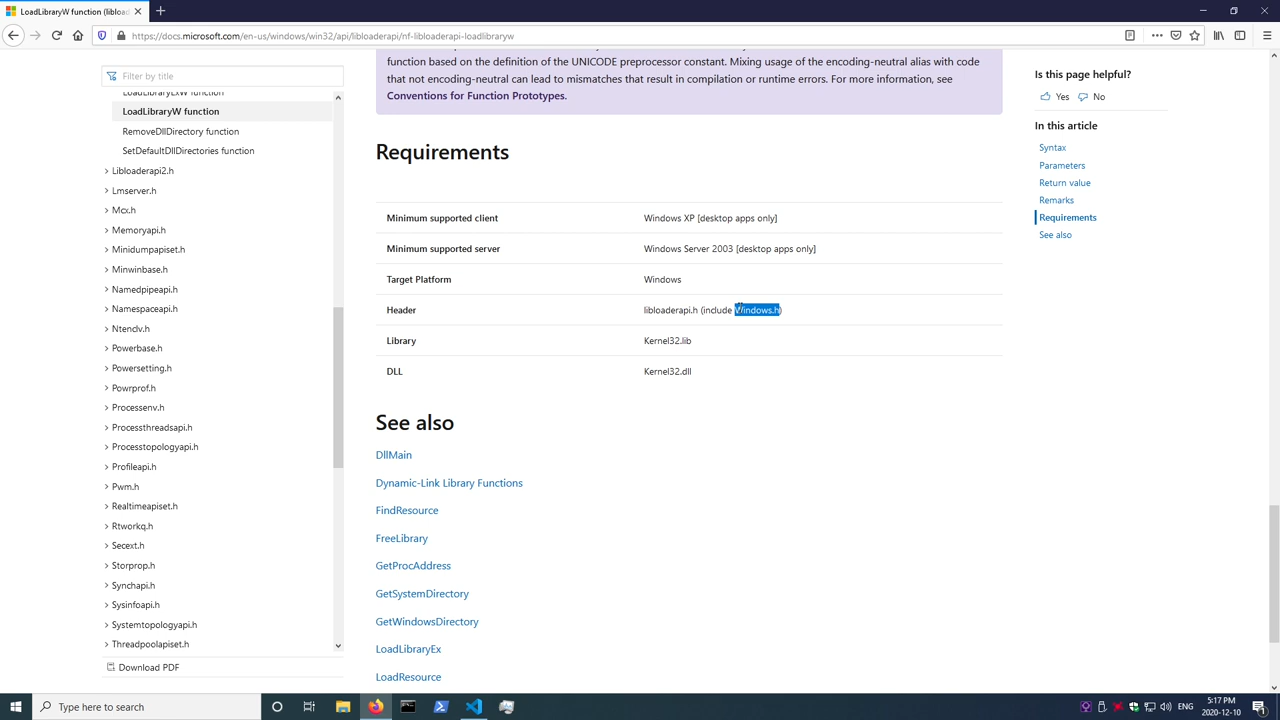 LoadLibraryW function (libload
https://docs.microsoft.com/en-us/windows/win32/api/libloaderapi/nf-libloaderapi-loadlibraryw
Filter by title
LoadLibraryExW function
LoadLibraryW function
RemoveDllDirectory function
SetDefaultDllDirectories function
Libloaderapi2.h
Lmserver.h
Mcx.h
Memoryapi.h
Minidumpapiset.h
Minwinbase.h
Namedpipeapi.h
Namespaceapi.h
Ntenclv.h
Powerbase.h
Powersetting.h
Powrprof.h
Processenv.h
Processthreadsapi.h
Processtopologyapi.h
Profileapi.h
Pwm.h
Realtimeapiset.h
Rtworkq.h
Secext.h
Storprop.h
Synchapi.h
Sysinfoapi.h
Systemtopologyapi.h
Threadpoolapiset.h
Download PDF
function based on the definition of the UNICODE preprocessor constant. Mixing usage of the encoding-neutral alias with code
that not encoding-neutral can lead to mismatches that result in compilation or runtime errors. For more information, see
Conventions for Function Prototypes.
Requirements
Minimum supported client Windows XP [desktop apps only]
Minimum supported server Windows Server 2003 [desktop apps only]
Target Platform Windows
Header libloaderapi.h (include Windows.h)
Library Kernel32.lib
DLL Kernel32.dll
See also
DllMain
Dynamic-Link Library Functions
FindResource
FreeLibrary
GetProcAddress
GetSystemDirectory
GetWindowsDirectory
LoadLibraryEx
LoadResource
Is this page helpful?
Yes No
In this article
Syntax
Parameters
Return value
Remarks
Requirements
See also
Type here to search
ENG
5:17 PM
2020-12-10
1